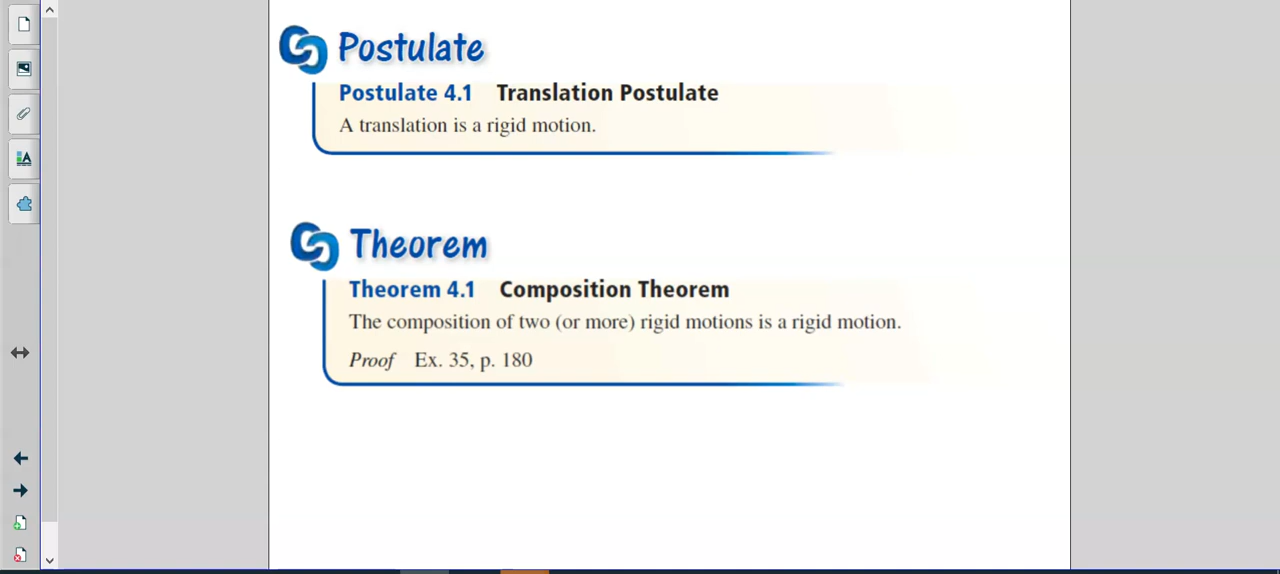 Postulate
Postulate 4.1 Translation Postulate
A translation is a rigid motion.
Theorem
Theorem 4.1 Composition Theorem
The composition of two (or more) rigid motions is a rigid motion.
Proof Ex. 35, p. 180